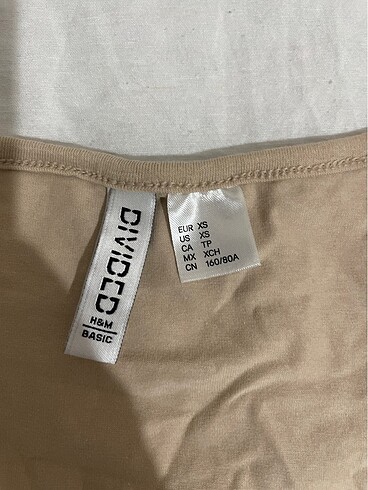 DIVIDED
H&M
BASIC
EUR XS
US XS
CA TP
MX XCH
CN 160/80A